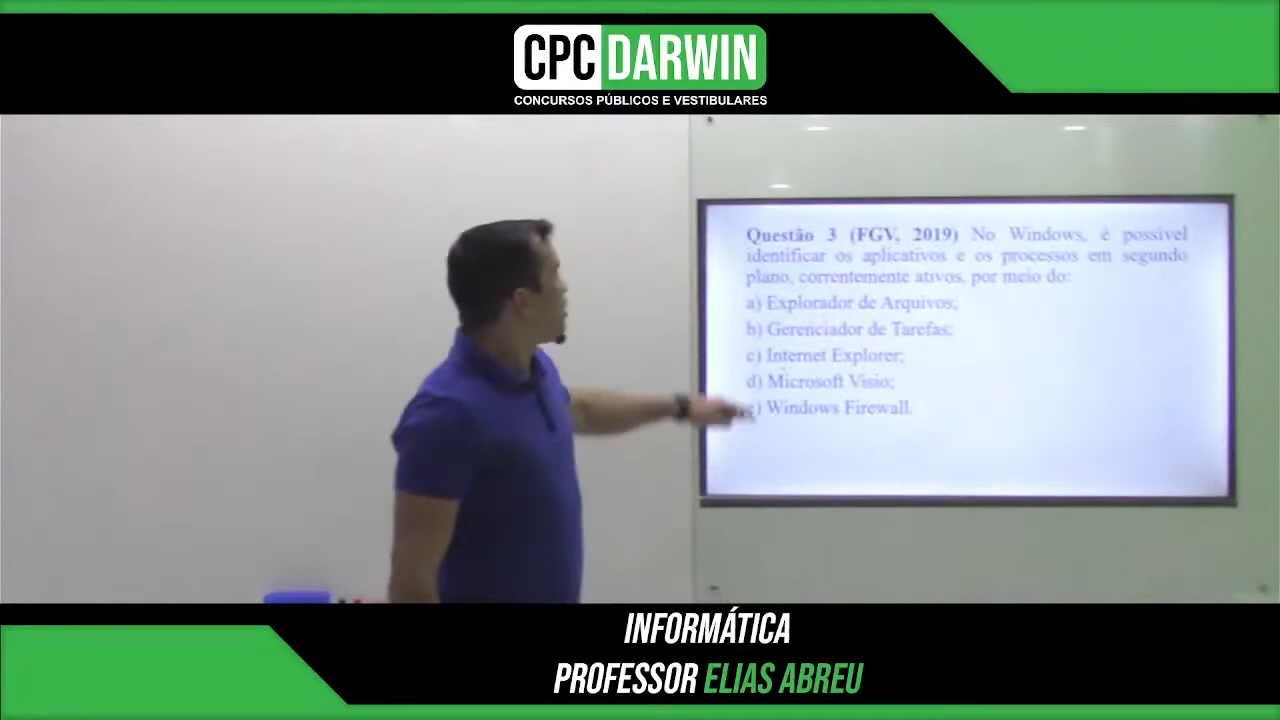 CPC DARWIN
CONCURSOS PÚBLICOS E VESTIBULARES
Questão 3 (FGV, 2019) No Windows, é possível
identificar os aplicativos e os processos em segundo
plano, correntemente ativos, por meio do:
a) Explorador de Arquivos;
b) Gerenciador de Tarefas;
c) Internet Explorer;
d) Microsoft Visio;
e) Windows Firewall.
INFORMÁTICA
PROFESSOR ELIAS ABREU